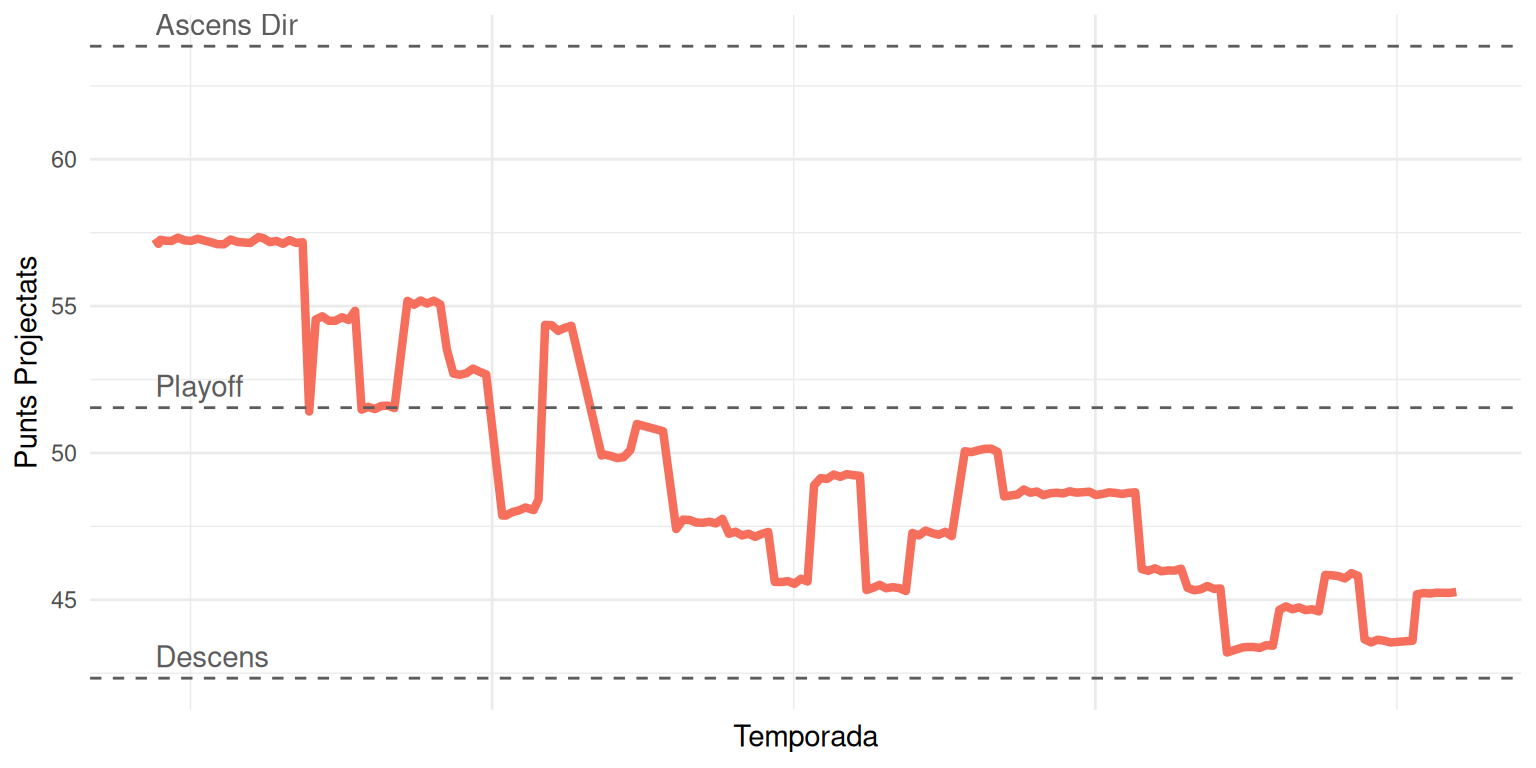 Ascens Dir
60
55
Playoff
50
45
Descens
Punts Projectats
Temporada